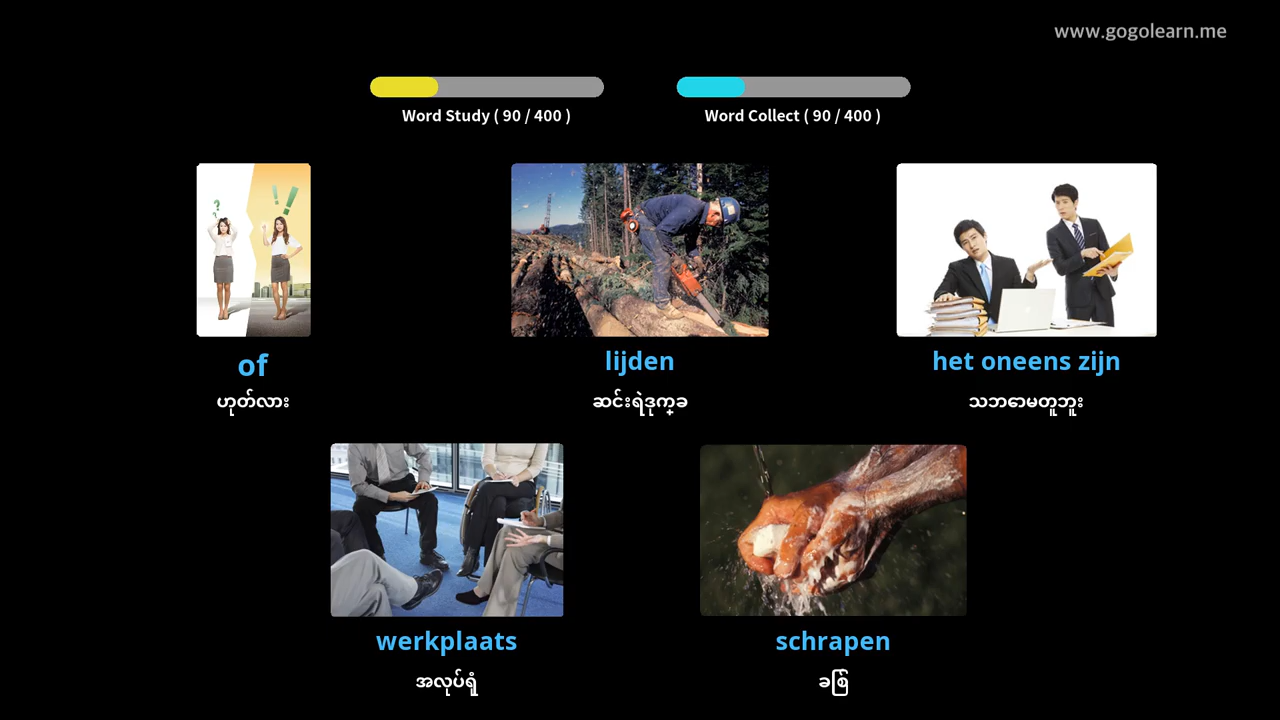 www.gogolearn.me
Word Study ( 90 / 400 )
Word Collect ( 90 / 400 )
of
ဟုတ်လား
lijden
ဆင်းရဲဒုက္ခ
het oneens zijn
သဘောမတူဘူး
werkplaats
အလုပ်ရုံ
schrapen
ခြစ်